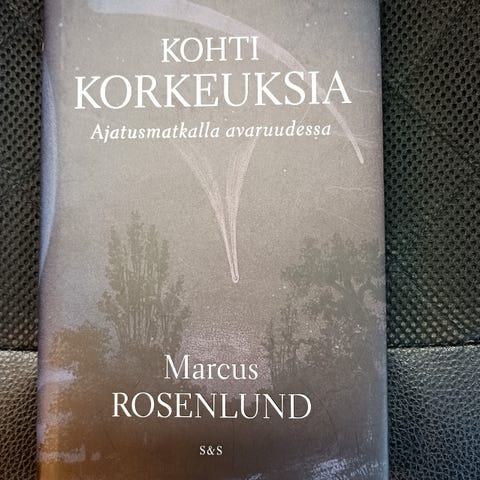 KOHTI
KORKEUKSIA
Ajatusmatkalla avaruudessa
Marcus
ROSENLUND
S&S